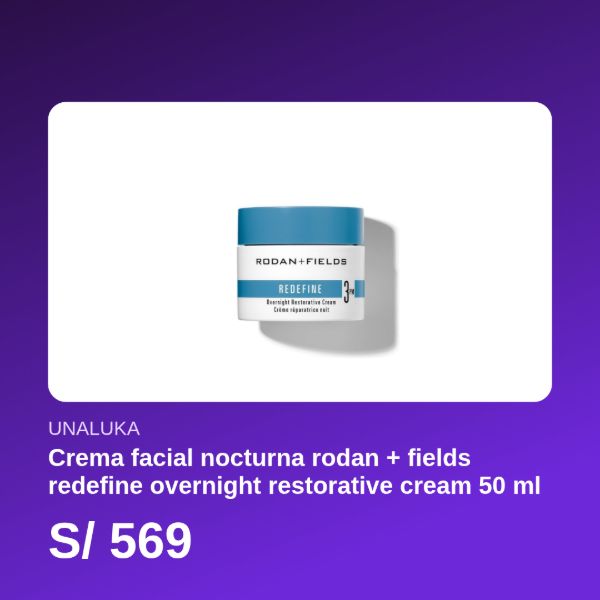 RODAN+FIELDS
REDEFINE
3PM
Overnight Restorative Cream
Crème réparatrice nuit
UNALUKA
Crema facial nocturna rodan + fields
redefine overnight restorative cream 50 ml
S/ 569